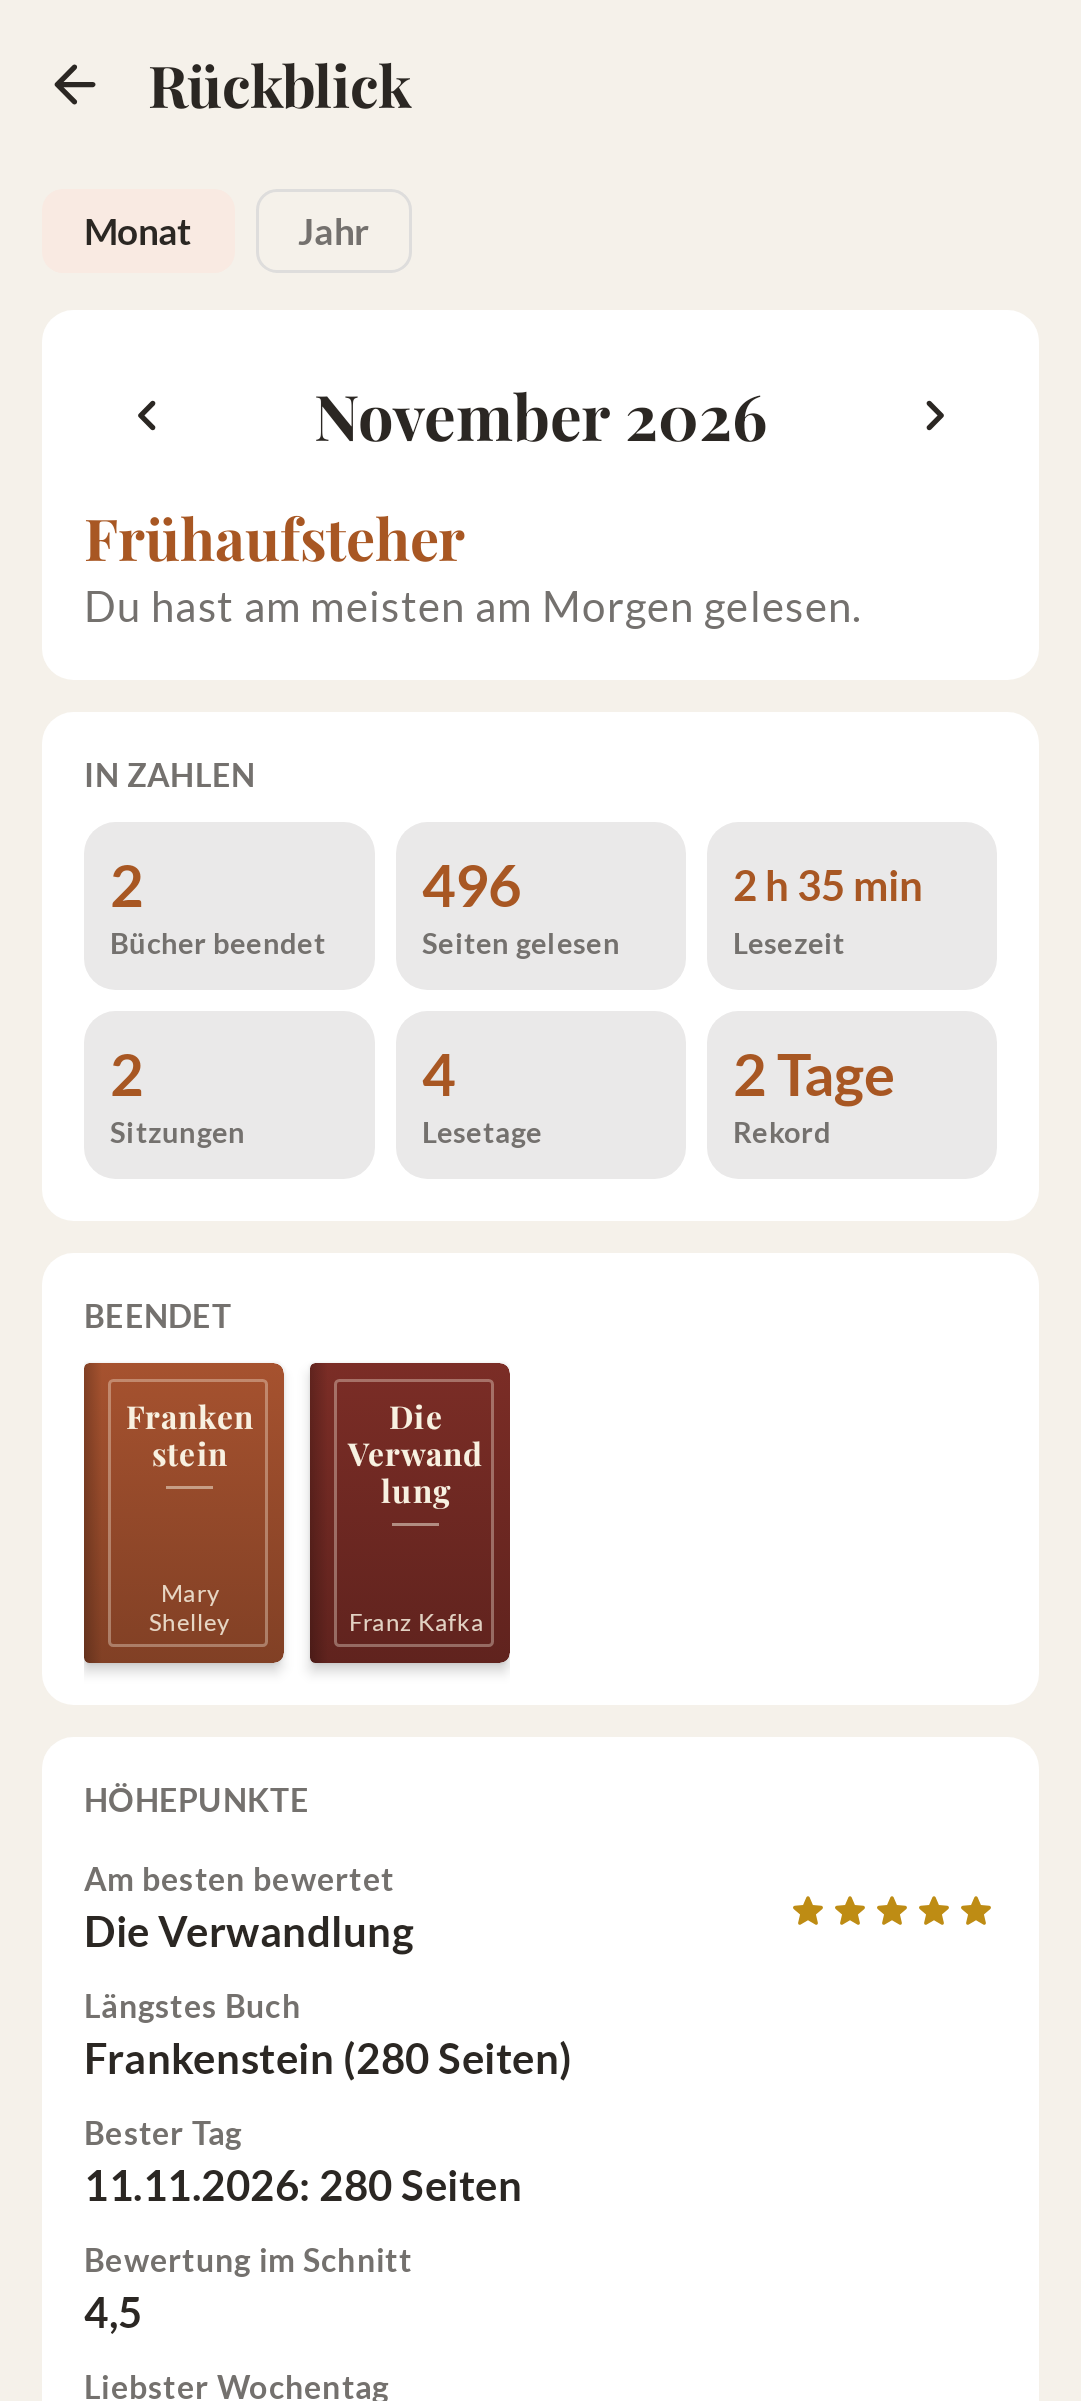 Rückblick
Monat
Jahr
November 2026
Frühaufsteher
Du hast am meisten am Morgen gelesen.
IN ZAHLEN
2
Bücher beendet
496
Seiten gelesen
2 h 35 min
Lesezeit
2
Sitzungen
4
Lesetage
2 Tage
Rekord
BEENDET
Franken
stein
Mary
Shelley
Die
Verwand
lung
Franz Kafka
HÖHEPUNKTE
Am besten bewertet
Die Verwandlung
Längstes Buch
Frankenstein (280 Seiten)
Bester Tag
11.11.2026: 280 Seiten
Bewertung im Schnitt
4,5
Liebster Wochentag